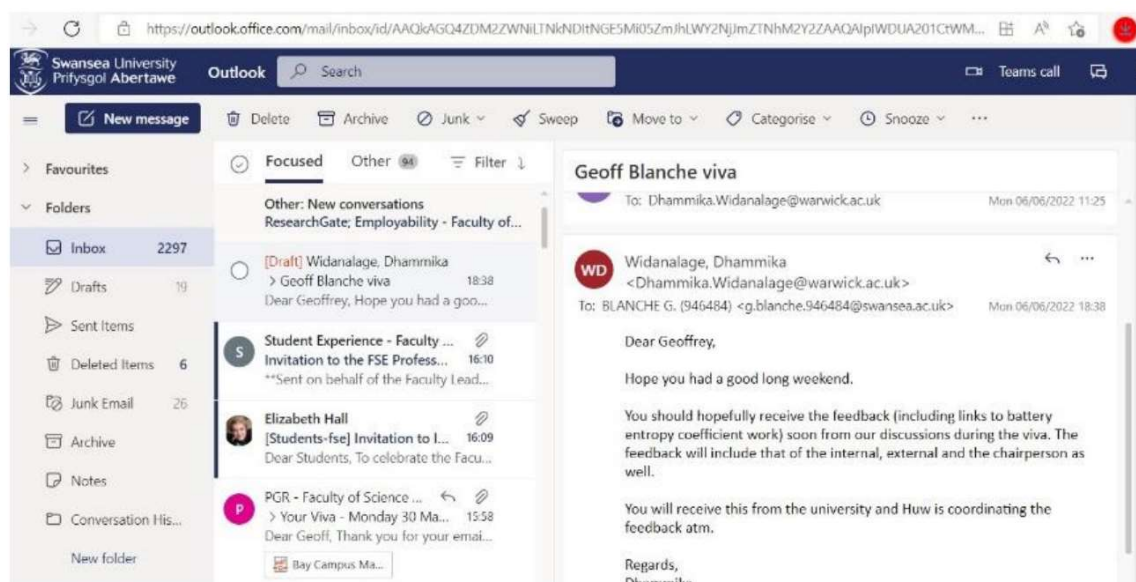 https://outlook.office.com/mail/inbox/id/
Swansea University
Prifysgol Abertawe
Outlook
Search
Teams call
New message
Delete
Archive
Junk
Sweep
Move to
Categorise
Snooze
Favourites
Folders
Inbox 2297
Drafts 19
Sent Items
Deleted Items 6
Junk Email 26
Archive
Notes
Conversation His...
New folder
Focused Other 94 Filter
Other: New conversations
ResearchGate; Employability - Faculty of...
[Draft] Widanalage, Dhammika
> Geoff Blanche viva 18:38
Dear Geoffrey, Hope you had a goo...
S
Student Experience - Faculty ...
Invitation to the FSE Profess... 16:10
**Sent on behalf of the Faculty Lead...
Elizabeth Hall
[Students-fse] Invitation to I... 16:09
Dear Students, To celebrate the Facu...
P
PGR - Faculty of Science ...
> Your Viva - Monday 30 Ma... 15:58
Dear Geoff, Thank you for your emai...
Bay Campus Ma...
Geoff Blanche viva
To: Dhammika.Widanalage@warwick.ac.uk Mon 06/06/2022 11:25
WD
Widanalage, Dhammika
<Dhammika.Widanalage@warwick.ac.uk>
To: BLANCHE G. (946484) <g.blanche.946484@swansea.ac.uk> Mon 06/06/2022 18:38
Dear Geoffrey,
Hope you had a good long weekend.
You should hopefully receive the feedback (including links to battery
entropy coefficient work) soon from our discussions during the viva. The
feedback will include that of the internal, external and the chairperson as
well.
You will receive this from the university and Huw is coordinating the
feedback atm.
Regards,